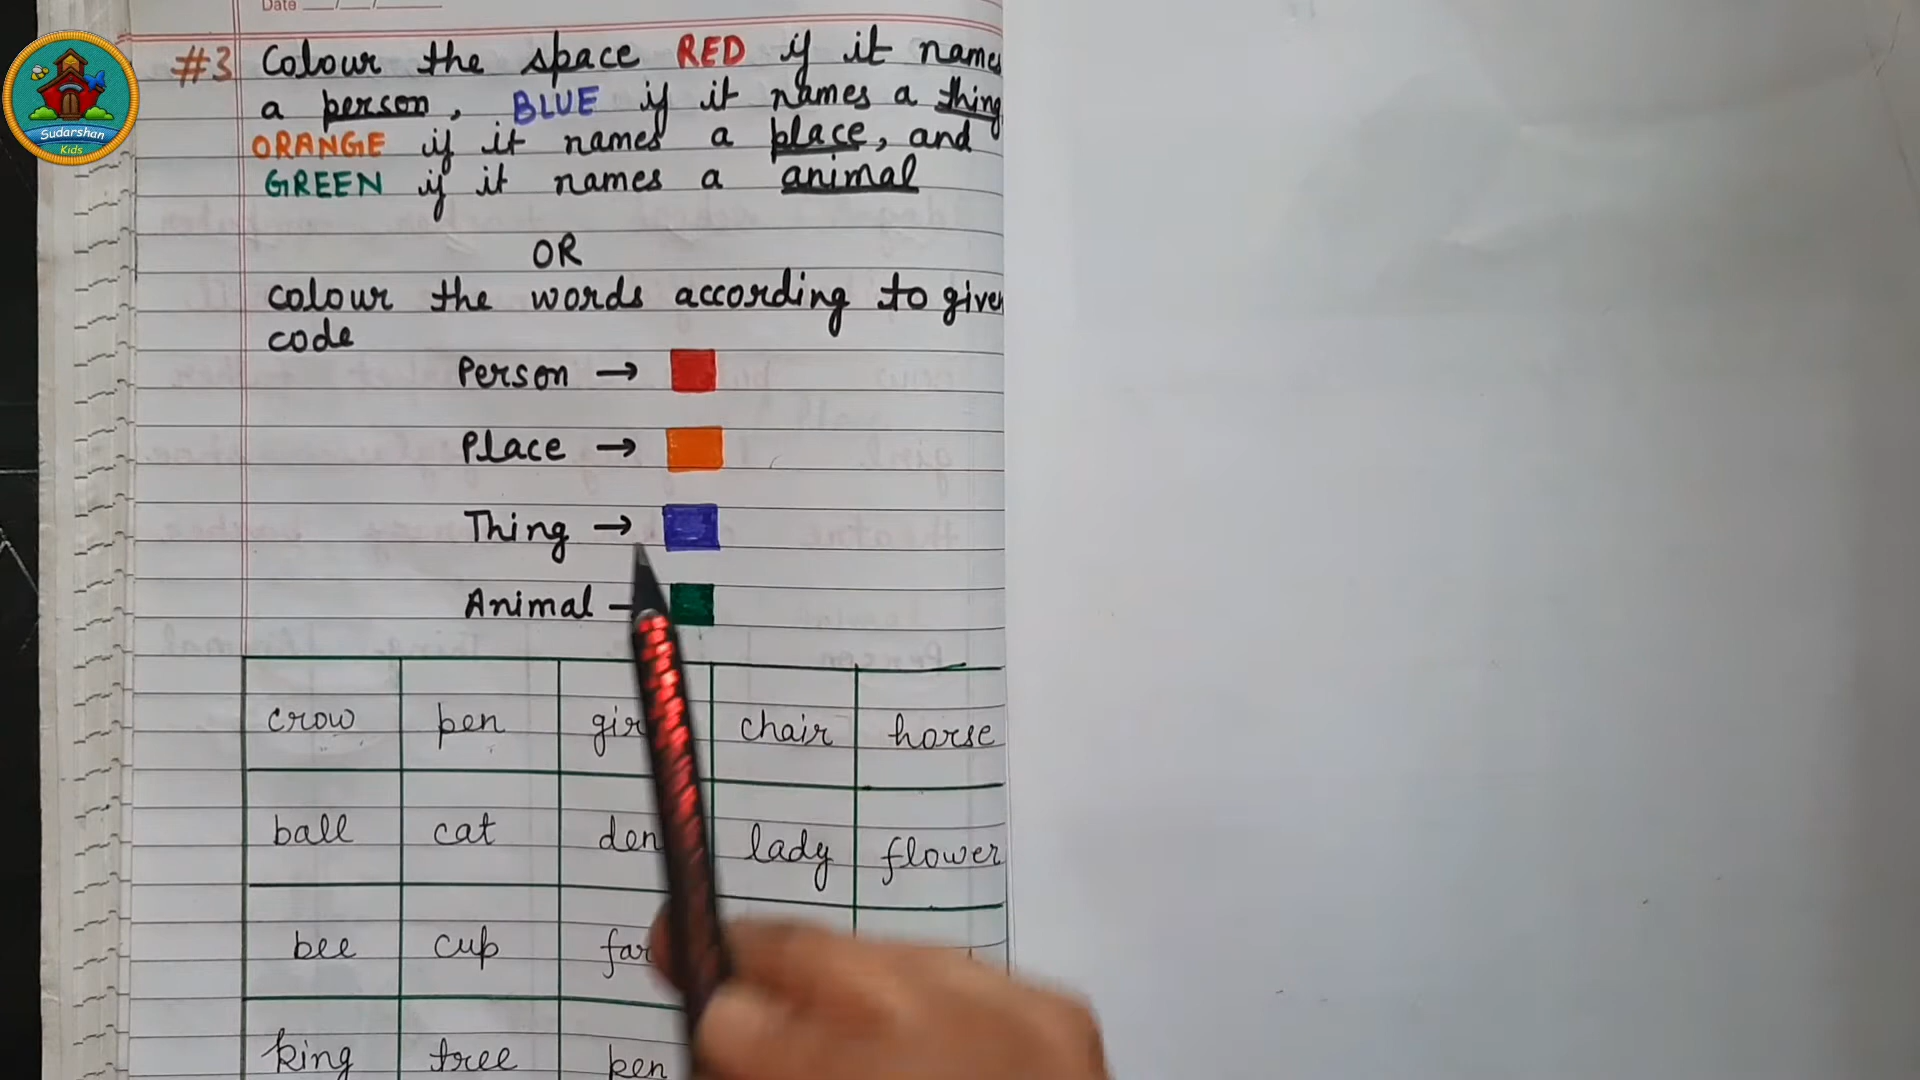 Date
Sudarshan
Kids
#3 Colour the space RED if it names
a person, BLUE if it names a thing
ORANGE if it names a place, and
GREEN if it names a animal
OR
colour the words according to given
code
Person →
Place →
Thing →
Animal →
crow pen chair horse
ball cat den lady flower
bee cup
king tree pen